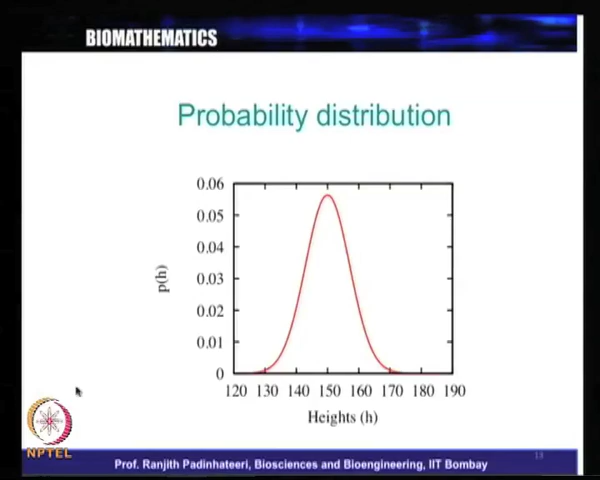 BIOMATHEMATICS
Probability distribution
0.06
0.05
0.04
0.03
0.02
0.01
0
p(h)
120 130 140 150 160 170 180 190
Heights (h)
NPTEL
13
Prof. Ranjith Padinhateeri, Biosciences and Bioengineering, IIT Bombay